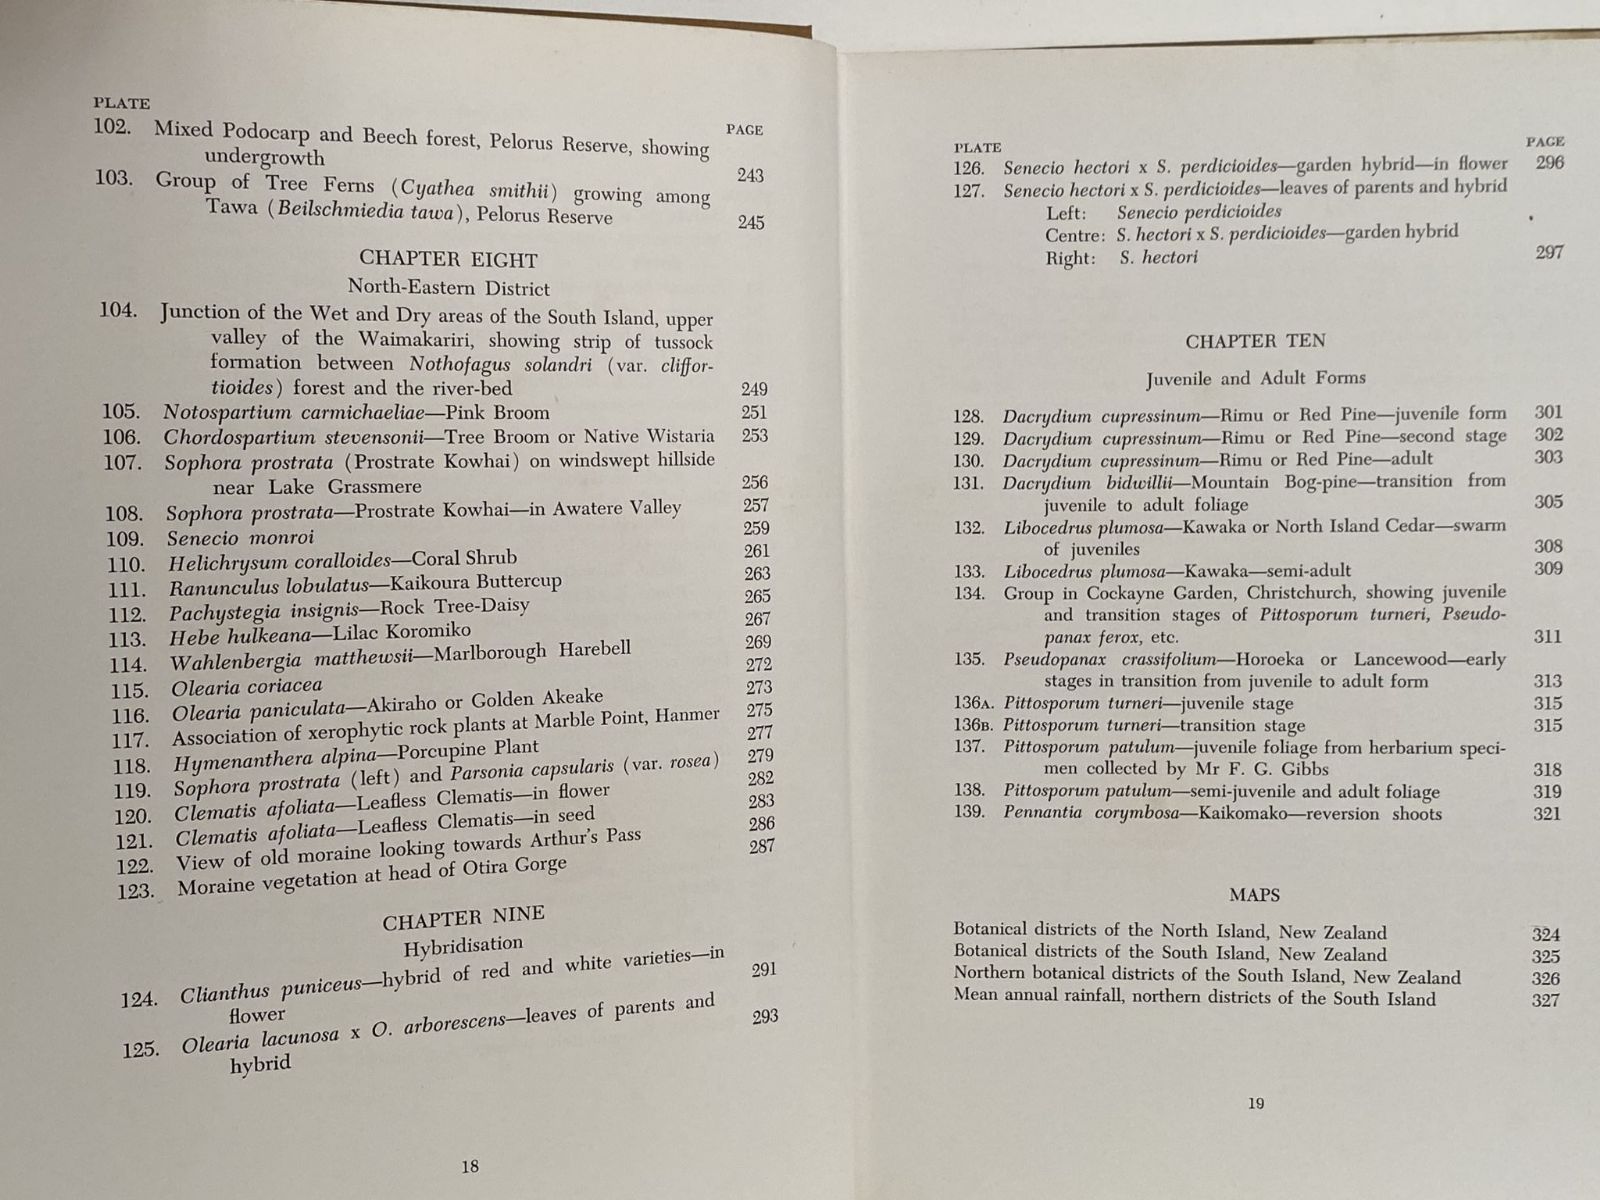 PLATE
PAGE
102. Mixed Podocarp and Beech forest, Pelorus Reserve, showing
undergrowth 243
103. Group of Tree Ferns (Cyathea smithii) growing among
Tawa (Beilschmiedia tawa), Pelorus Reserve 245
CHAPTER EIGHT
North-Eastern District
104. Junction of the Wet and Dry areas of the South Island, upper
valley of the Waimakariri, showing strip of tussock
formation between Nothofagus solandri (var. cliffor-
tioides) forest and the river-bed 249
105. Notospartium carmichaeliae—Pink Broom 251
106. Chordospartium stevensonii—Tree Broom or Native Wistaria 253
107. Sophora prostrata (Prostrate Kowhai) on windswept hillside
near Lake Grassmere 256
108. Sophora prostrata—Prostrate Kowhai—in Awatere Valley 257
109. Senecio monroi 259
110. Helichrysum coralloides—Coral Shrub 261
111. Ranunculus lobulatus—Kaikoura Buttercup 263
112. Pachystegia insignis—Rock Tree-Daisy 265
113. Hebe hulkeana—Lilac Koromiko 267
114. Wahlenbergia matthewsii—Marlborough Harebell 269
115. Olearia coriacea 272
116. Olearia paniculata—Akiraho or Golden Akeake 273
117. Association of xerophytic rock plants at Marble Point, Hanmer 275
118. Hymenanthera alpina—Porcupine Plant 277
119. Sophora prostrata (left) and Parsonia capsularis (var. rosea) 279
120. Clematis afoliata—Leafless Clematis—in flower 282
121. Clematis afoliata—Leafless Clematis—in seed 283
122. View of old moraine looking towards Arthur's Pass 286
123. Moraine vegetation at head of Otira Gorge 287
CHAPTER NINE
Hybridisation
124. Clianthus puniceus—hybrid of red and white varieties—in
flower 291
125. Olearia lacunosa x O. arborescens—leaves of parents and
hybrid 293
18
PLATE PAGE
126. Senecio hectori x S. perdicioides—garden hybrid—in flower 296
127. Senecio hectori x S. perdicioides—leaves of parents and hybrid
Left: Senecio perdicioides
Centre: S. hectori x S. perdicioides—garden hybrid
Right: S. hectori 297
CHAPTER TEN
Juvenile and Adult Forms
128. Dacrydium cupressinum—Rimu or Red Pine—juvenile form 301
129. Dacrydium cupressinum—Rimu or Red Pine—second stage 302
130. Dacrydium cupressinum—Rimu or Red Pine—adult 303
131. Dacrydium bidwillii—Mountain Bog-pine—transition from
juvenile to adult foliage 305
132. Libocedrus plumosa—Kawaka or North Island Cedar—swarm
of juveniles 308
133. Libocedrus plumosa—Kawaka—semi-adult 309
134. Group in Cockayne Garden, Christchurch, showing juvenile
and transition stages of Pittosporum turneri, Pseudo-
panax ferox, etc. 311
135. Pseudopanax crassifolium—Horoeka or Lancewood—early
stages in transition from juvenile to adult form 313
136A. Pittosporum turneri—juvenile stage 315
136B. Pittosporum turneri—transition stage 315
137. Pittosporum patulum—juvenile foliage from herbarium speci-
men collected by Mr F. G. Gibbs 318
138. Pittosporum patulum—semi-juvenile and adult foliage 319
139. Pennantia corymbosa—Kaikomako—reversion shoots 321
MAPS
Botanical districts of the North Island, New Zealand 324
Botanical districts of the South Island, New Zealand 325
Northern botanical districts of the South Island, New Zealand 326
Mean annual rainfall, northern districts of the South Island 327
19